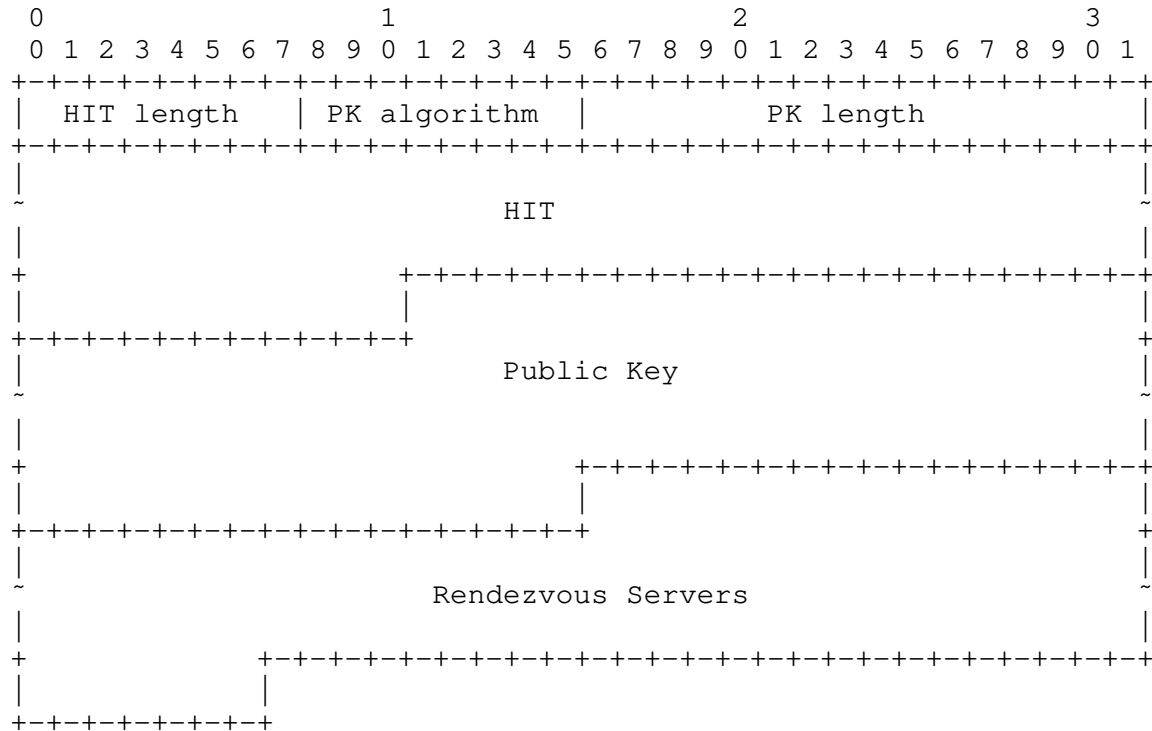 0 1 2 3
0 1 2 3 4 5 6 7 8 9 0 1 2 3 4 5 6 7 8 9 0 1 2 3 4 5 6 7 8 9 0 1
HIT length | PK algorithm | PK length
HIT
Public Key
Rendezvous Servers